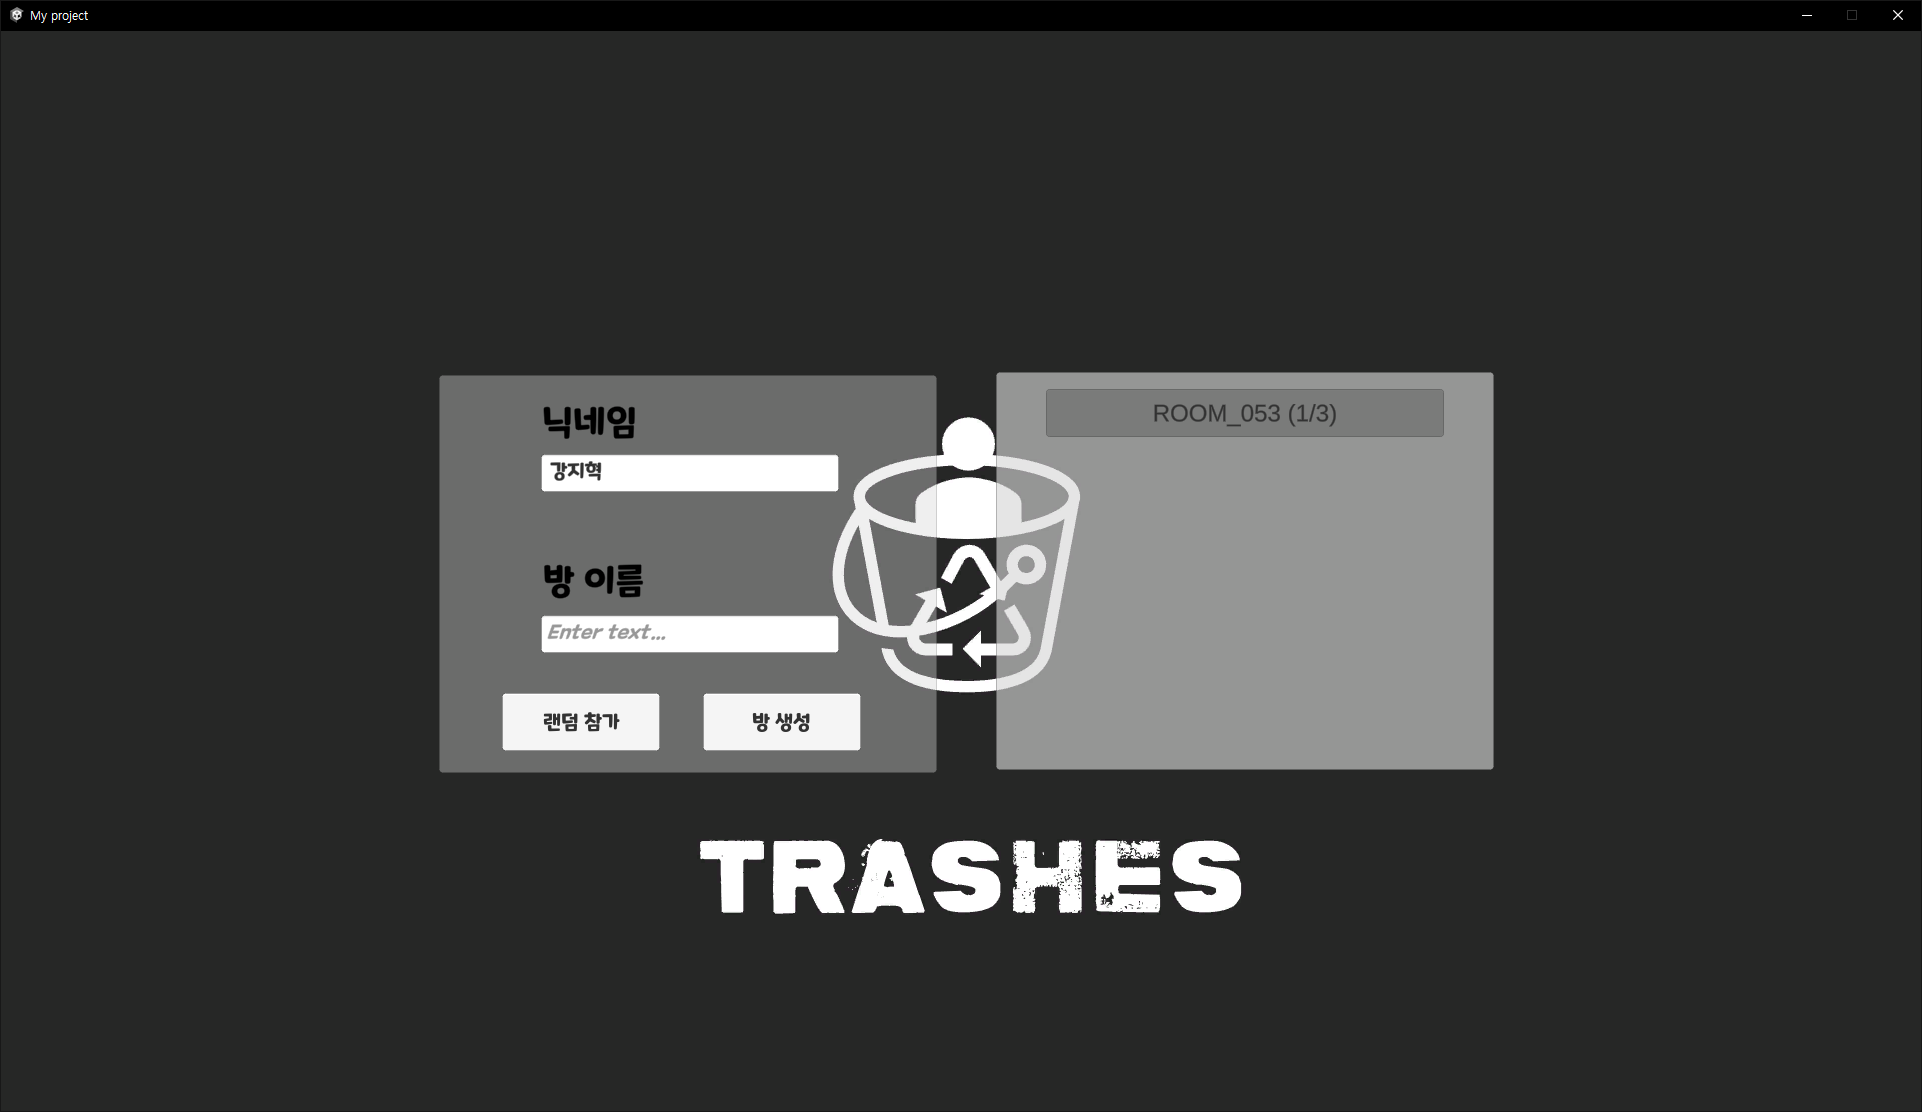 My project
닉네임
강지혁
방 이름
Enter text...
랜덤 참가
방 생성
ROOM_053 (1/3)
TRASHES